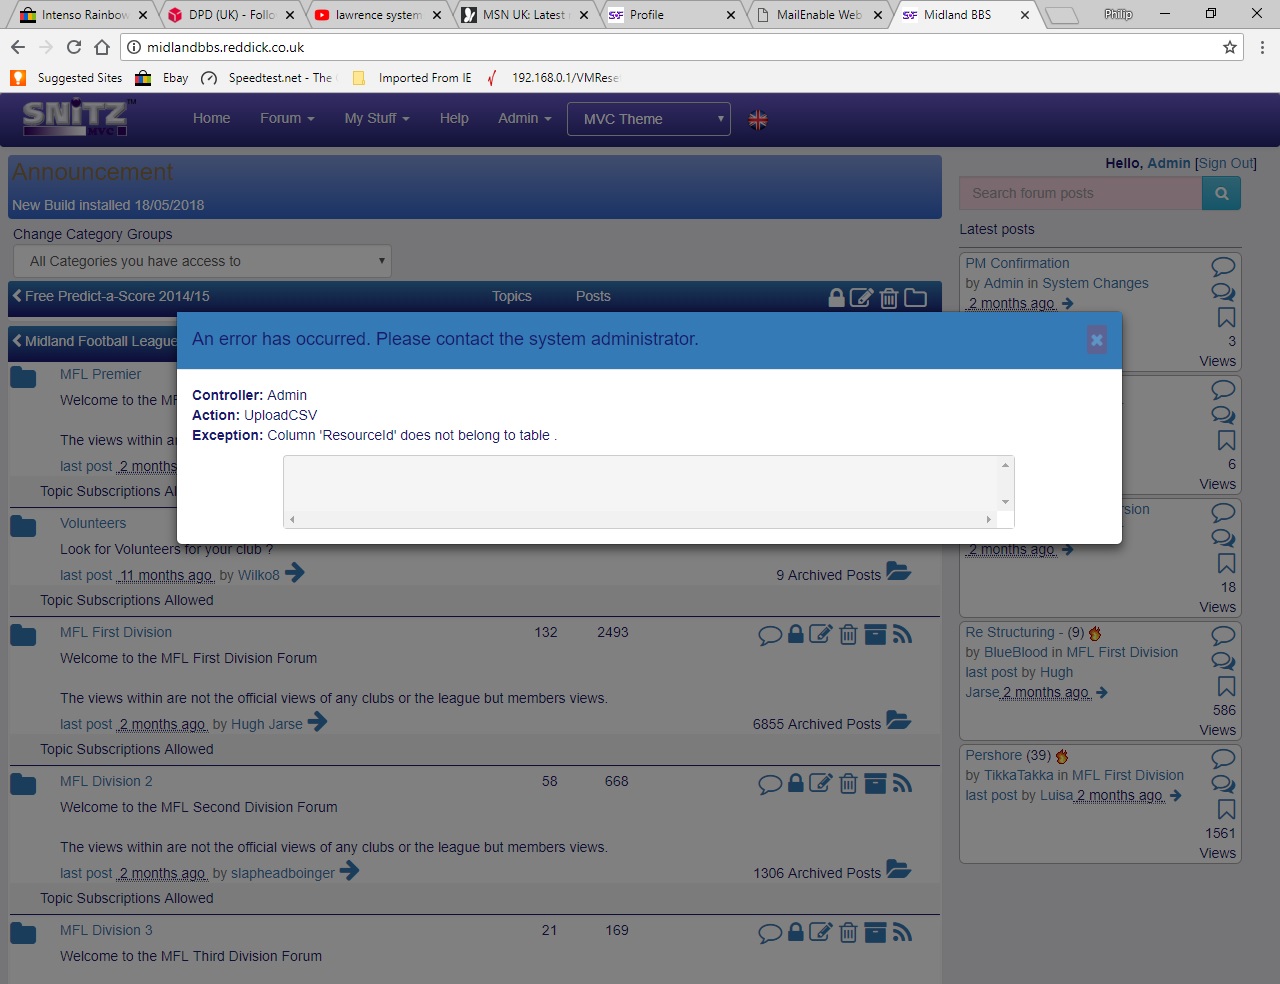 Intenso Rainbow
DPD (UK) - Follo
lawrence system
MSN UK: Latest
Profile
MailEnable Web
Midland BBS
Philip
midlandbbs.reddick.co.uk
Suggested Sites
Ebay
Speedtest.net - The
Imported From IE
192.168.0.1/VMRese
SNiTZ™
MVC
Home
Forum
My Stuff
Help
Admin
MVC Theme
Announcement
New Build installed 18/05/2018
Hello, Admin [Sign Out]
Search forum posts
Change Category Groups
All Categories you have access to
Latest posts
Free Predict-a-Score 2014/15 Topics Posts
PM Confirmation
by Admin in System Changes
2 months ago
3
Views
Midland Football League
An error has occurred. Please contact the system administrator.
Controller: Admin
Action: UploadCSV
Exception: Column 'ResourceId' does not belong to table .
MFL Premier
Welcome to the MF
The views within ar
last post 2 months
Topic Subscriptions Al
6
Views
Volunteers
Look for Volunteers for your club ?
last post 11 months ago by Wilko8
9 Archived Posts
Topic Subscriptions Allowed
rsion
2 months ago
18
Views
MFL First Division 132 2493
Welcome to the MFL First Division Forum
The views within are not the official views of any clubs or the league but members views.
last post 2 months ago by Hugh Jarse
6855 Archived Posts
Topic Subscriptions Allowed
Re Structuring - (9)
by BlueBlood in MFL First Division
last post by Hugh
Jarse 2 months ago
586
Views
MFL Division 2 58 668
Welcome to the MFL Second Division Forum
The views within are not the official views of any clubs or the league but members views.
last post 2 months ago by slapheadboinger
1306 Archived Posts
Topic Subscriptions Allowed
Pershore (39)
by TikkaTakka in MFL First Division
last post by Luisa 2 months ago
1561
Views
MFL Division 3 21 169
Welcome to the MFL Third Division Forum